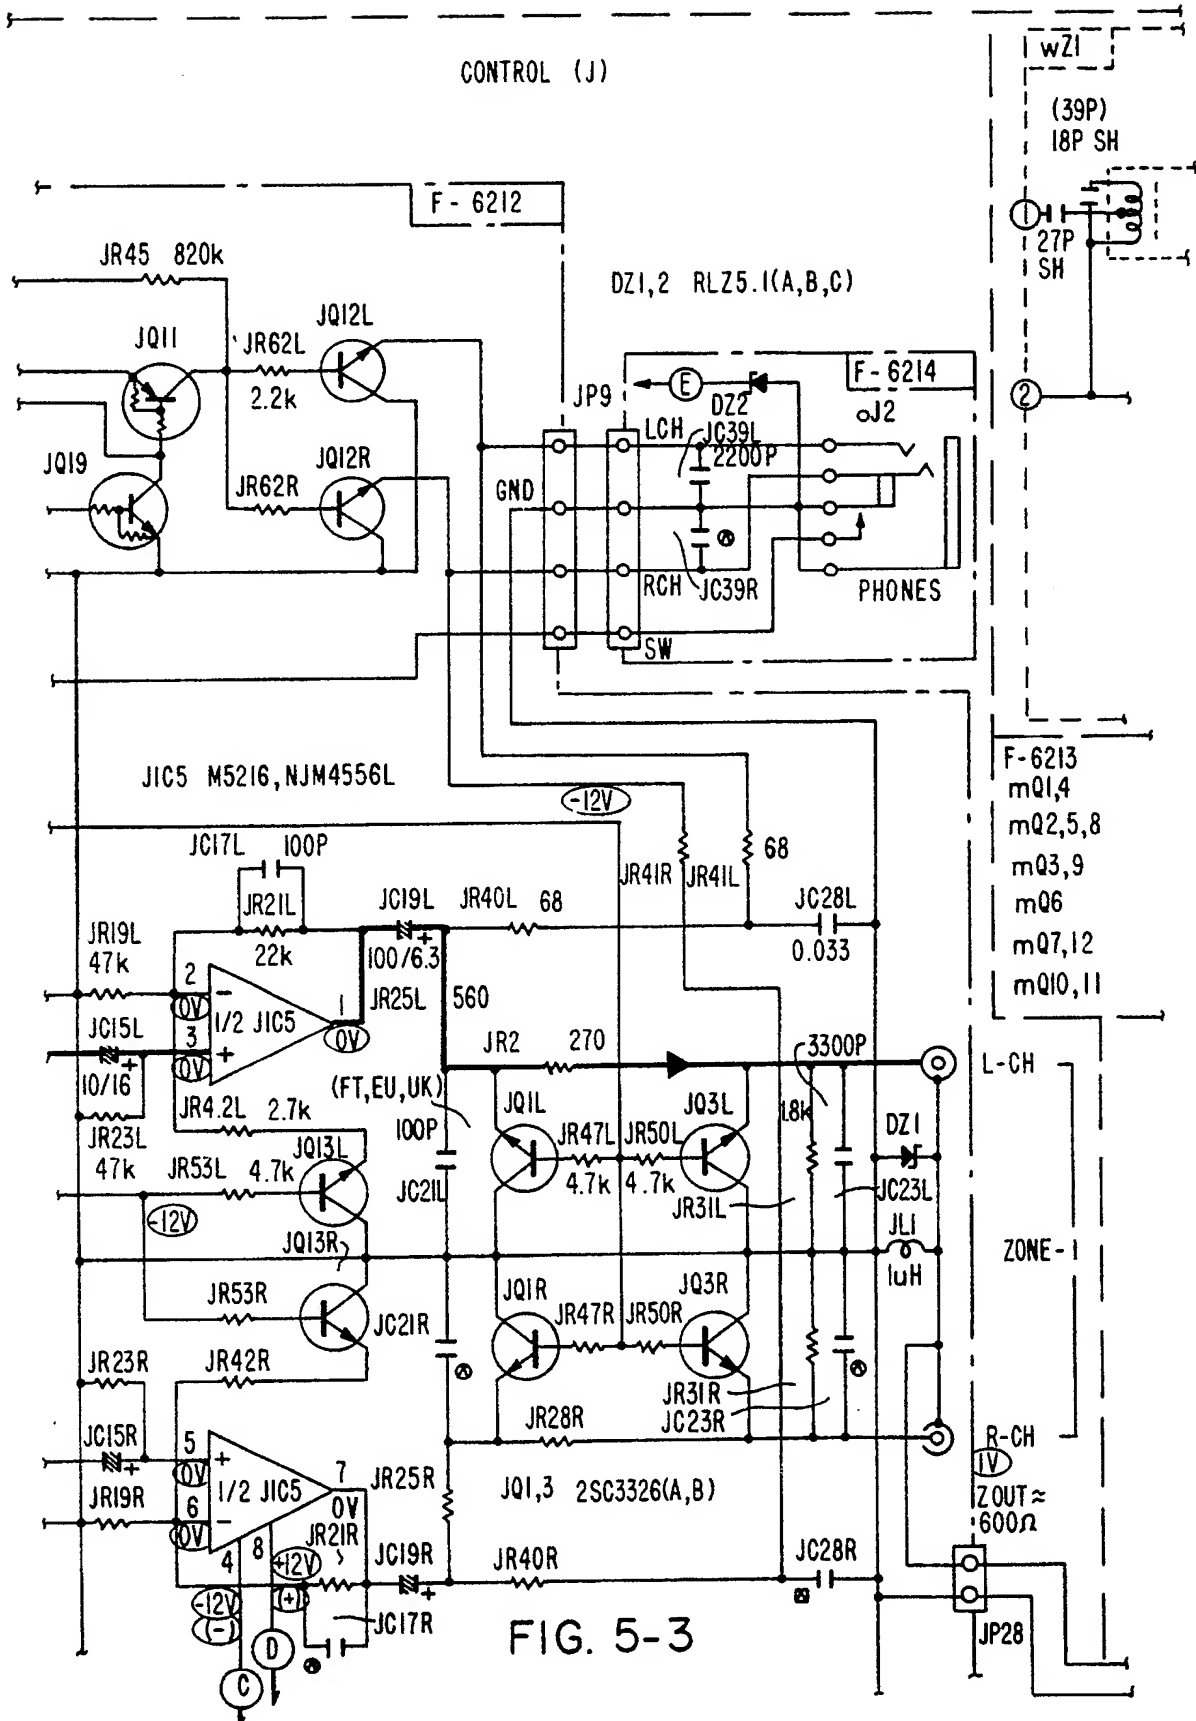 CONTROL (J)
wZ1
(39P)
18P SH
1
27P
SH
2
F-6212
JR45 820k
DZ1,2 RLZ5.1(A,B,C)
JQ11
JR62L
2.2k
JQ12L
JQ19
JR62R
JQ12R
JP9
E
DZ2
F-6214
J2
LCH
JC39L
2200P
GND
RCH
JC39R
PHONES
SW
JIC5 M5216,NJM4556L
-12V
F-6213
mQ1,4
mQ2,5,8
mQ3,9
mQ6
mQ7,12
mQ10,11
JC17L 100P
JR21L
22k
JC19L
100/6.3
JR40L 68
JR41R
JR41L
68
JC28L
0.033
JR19L
47k
2
0V
-
1/2 JIC5
1
0V
JR25L
560
JC15L
+
10/16
3
0V
+
JR23L
47k
JR4.2L 2.7k
(FT,EU,UK)
JR2 270
3300P
L-CH
JR53L 4.7k
JQ13L
-12V
100P
JC21L
JQ1L
JR47L
4.7k
JR50L
4.7k
JQ3L
18k
JR31L
JC23L
DZ1
JL1
1uH
ZONE-1
JQ13R
JR53R
JR42R
JC21R
JQ1R
JR47R
JR50R
JQ3R
JR31R
JC23R
JR28R
R-CH
1V
ZOUT≈
600Ω
JR23R
JC15R
+
JR19R
5
0V
+
1/2 JIC5
6
0V
-
7
0V
4
8
JR25R
JQ1,3 2SC3326(A,B)
JR21R
JC19R
+
JR40R
JC28R
+12V
(+)
-12V
(-)
JC17R
D
C
JP28
FIG. 5-3